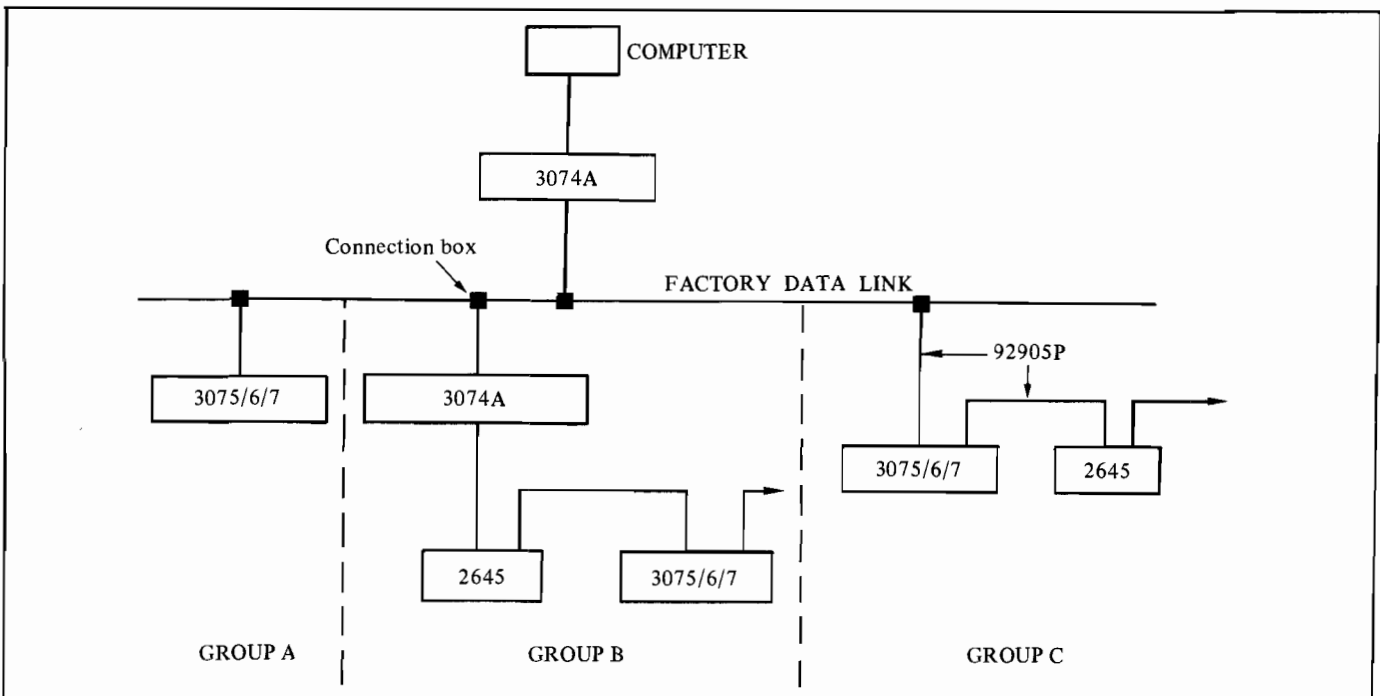 COMPUTER
3074A
Connection box
FACTORY DATA LINK
92905P
3075/6/7
3074A
3075/6/7
2645
2645
3075/6/7
GROUP A
GROUP B
GROUP C